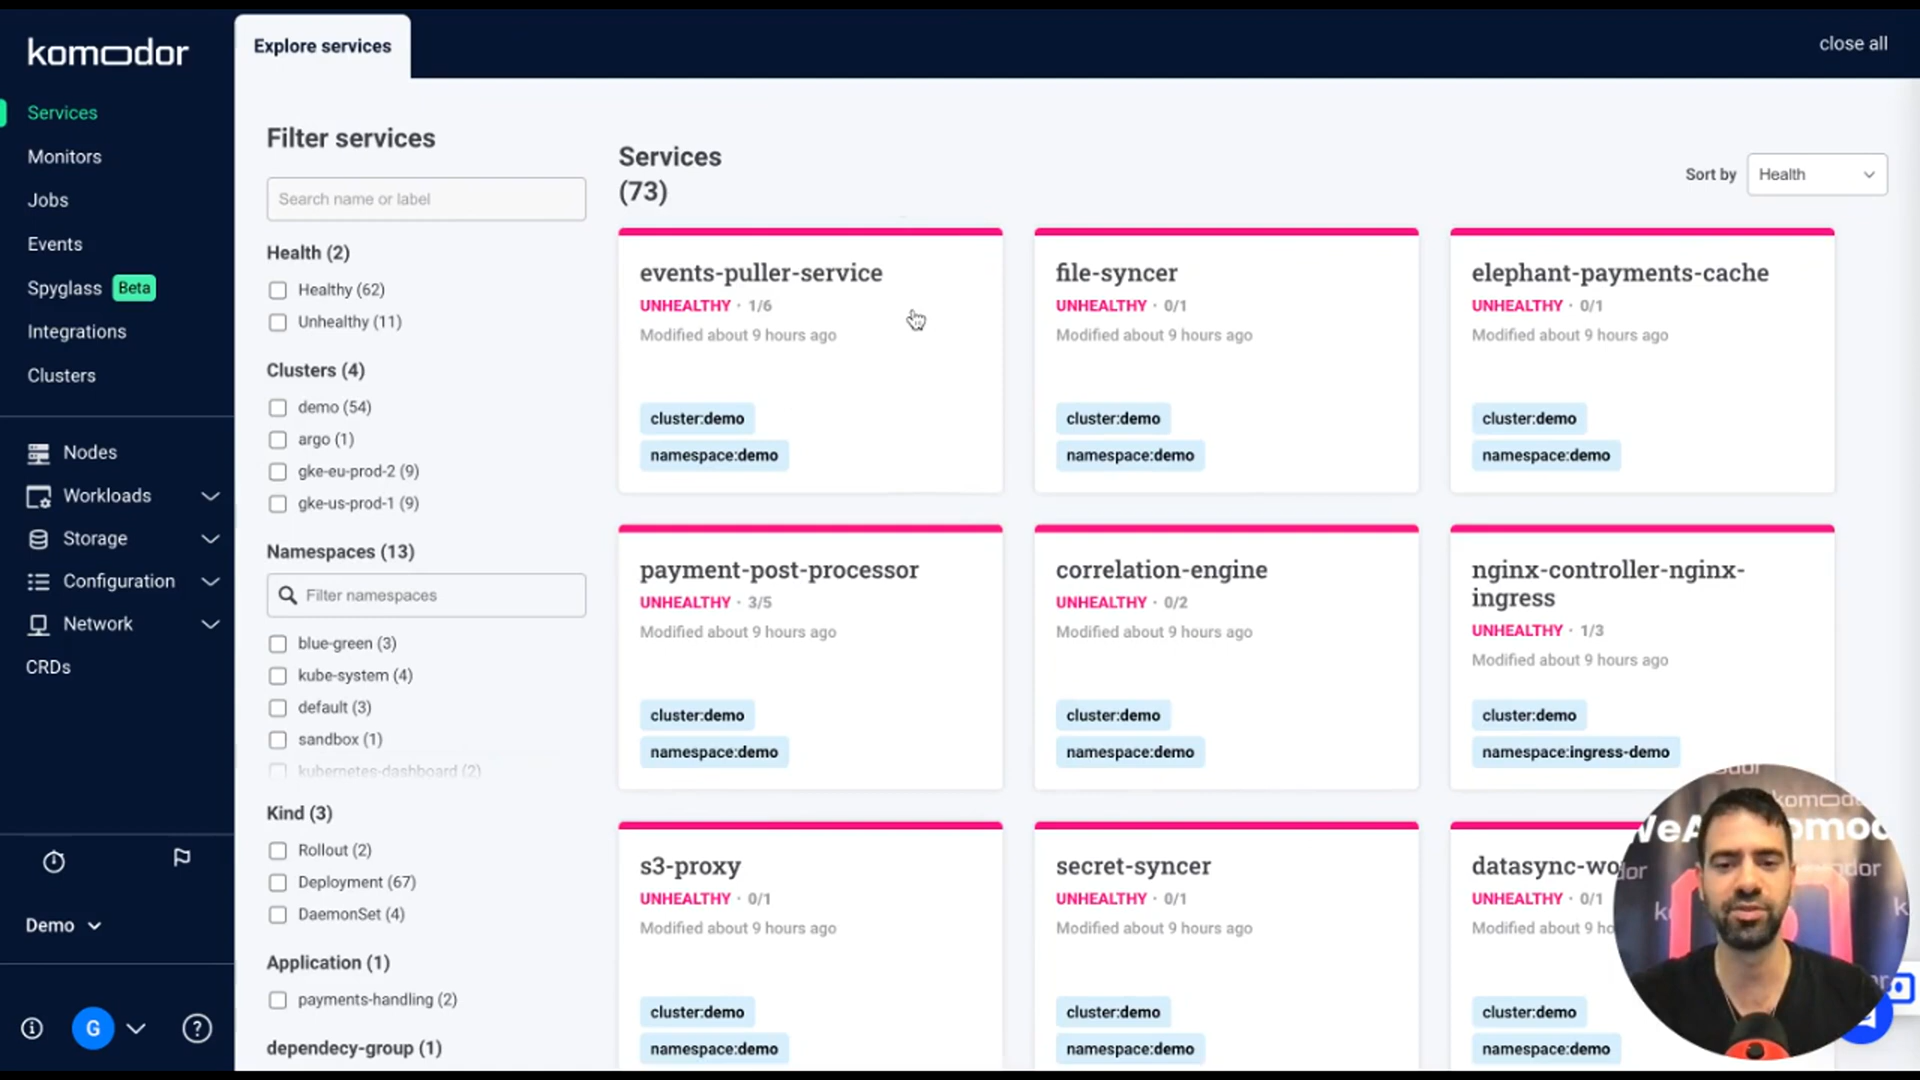 komodor
Explore services
close all
Services
Monitors
Jobs
Events
Spyglass Beta
Integrations
Clusters
Nodes
Workloads
Storage
Configuration
Network
CRDs
Demo
G
Filter services
Search name or label
Health (2)
Healthy (62)
Unhealthy (11)
Clusters (4)
demo (54)
argo (1)
gke-eu-prod-2 (9)
gke-us-prod-1 (9)
Namespaces (13)
Filter namespaces
blue-green (3)
kube-system (4)
default (3)
sandbox (1)
kubernetes-dashboard (2)
Kind (3)
Rollout (2)
Deployment (67)
DaemonSet (4)
Application (1)
payments-handling (2)
dependecy-group (1)
Services
(73)
Sort by Health
events-puller-service
UNHEALTHY · 1/6
Modified about 9 hours ago
cluster:demo
namespace:demo
file-syncer
UNHEALTHY · 0/1
Modified about 9 hours ago
cluster:demo
namespace:demo
elephant-payments-cache
UNHEALTHY · 0/1
Modified about 9 hours ago
cluster:demo
namespace:demo
payment-post-processor
UNHEALTHY · 3/5
Modified about 9 hours ago
cluster:demo
namespace:demo
correlation-engine
UNHEALTHY · 0/2
Modified about 9 hours ago
cluster:demo
namespace:demo
nginx-controller-nginx-
ingress
UNHEALTHY · 1/3
Modified about 9 hours ago
cluster:demo
namespace:ingress-demo
s3-proxy
UNHEALTHY · 0/1
Modified about 9 hours ago
cluster:demo
namespace:demo
secret-syncer
UNHEALTHY · 0/1
Modified about 9 hours ago
cluster:demo
namespace:demo
datasync-wo
UNHEALTHY · 0/1
Modified about 9 ho
cluster:demo
namespace:demo